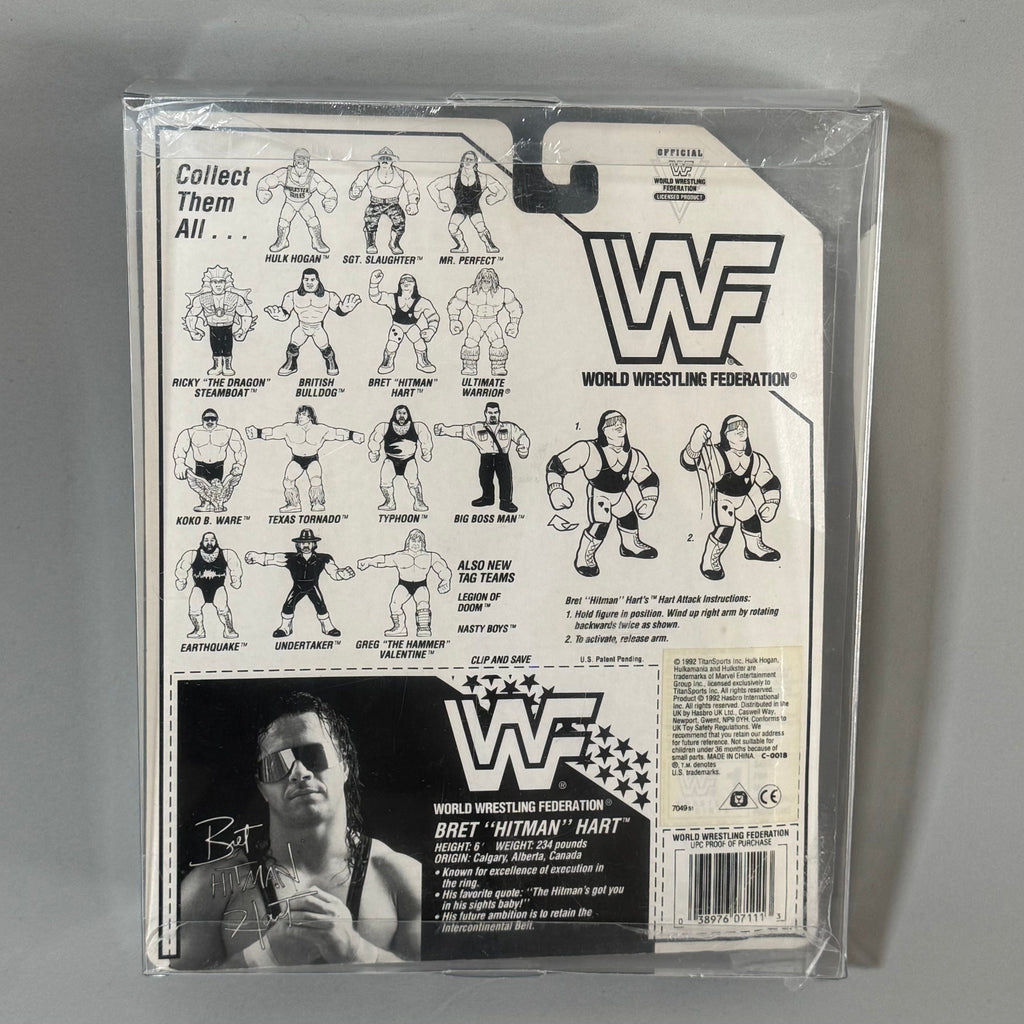 Collect
Them
All . . .
HULK HOGAN™
SGT. SLAUGHTER™
MR. PERFECT™
OFFICIAL
WF
WORLD WRESTLING
FEDERATION
LICENSED PRODUCT
RICKY "THE DRAGON"
STEAMBOAT™
BRITISH
BULLDOG™
BRET "HITMAN"
HART™
ULTIMATE
WARRIOR®
WF®
WORLD WRESTLING FEDERATION®
KOKO B. WARE™
TEXAS TORNADO™
TYPHOON™
BIG BOSS MAN™
1.
2.
EARTHQUAKE™
UNDERTAKER™
GREG "THE HAMMER"
VALENTINE™
ALSO NEW
TAG TEAMS
LEGION OF
DOOM™
NASTY BOYS™
Bret "Hitman" Hart's™ Hart Attack Instructions:
1. Hold figure in position. Wind up right arm by rotating
backwards twice as shown.
2. To activate, release arm.
CLIP AND SAVE
U.S. Patent Pending.
WF®
WORLD WRESTLING FEDERATION®
BRET "HITMAN" HART™
HEIGHT: 6' WEIGHT: 234 pounds
ORIGIN: Calgary, Alberta, Canada
• Known for excellence of execution in
the ring.
• His favorite quote: "The Hitman's got you
in his sights baby!"
• His future ambition is to retain the
Intercontinental Belt.
Bret
HITMAN
Hart
© 1992 TitanSports Inc. Hulk Hogan,
Hulkamania and Hulkster are
trademarks of Marvel Entertainment
Group Inc., licensed exclusively to
TitanSports Inc. All rights reserved.
Product © 1992 Hasbro International
Inc. All rights reserved. Distributed in the
UK by Hasbro UK Ltd., Caswell Way,
Newport, Gwent, NP9 0YH. Conforms to
UK Toy Safety Regulations. We
recommend that you retain our address
for future reference. Not suitable for
children under 36 months because of
small parts. MADE IN CHINA. C-001B
®, T.M. denotes
U.S. trademarks.
7049-51
CE
WORLD WRESTLING FEDERATION
UPC PROOF OF PURCHASE
0 38976 07111 3